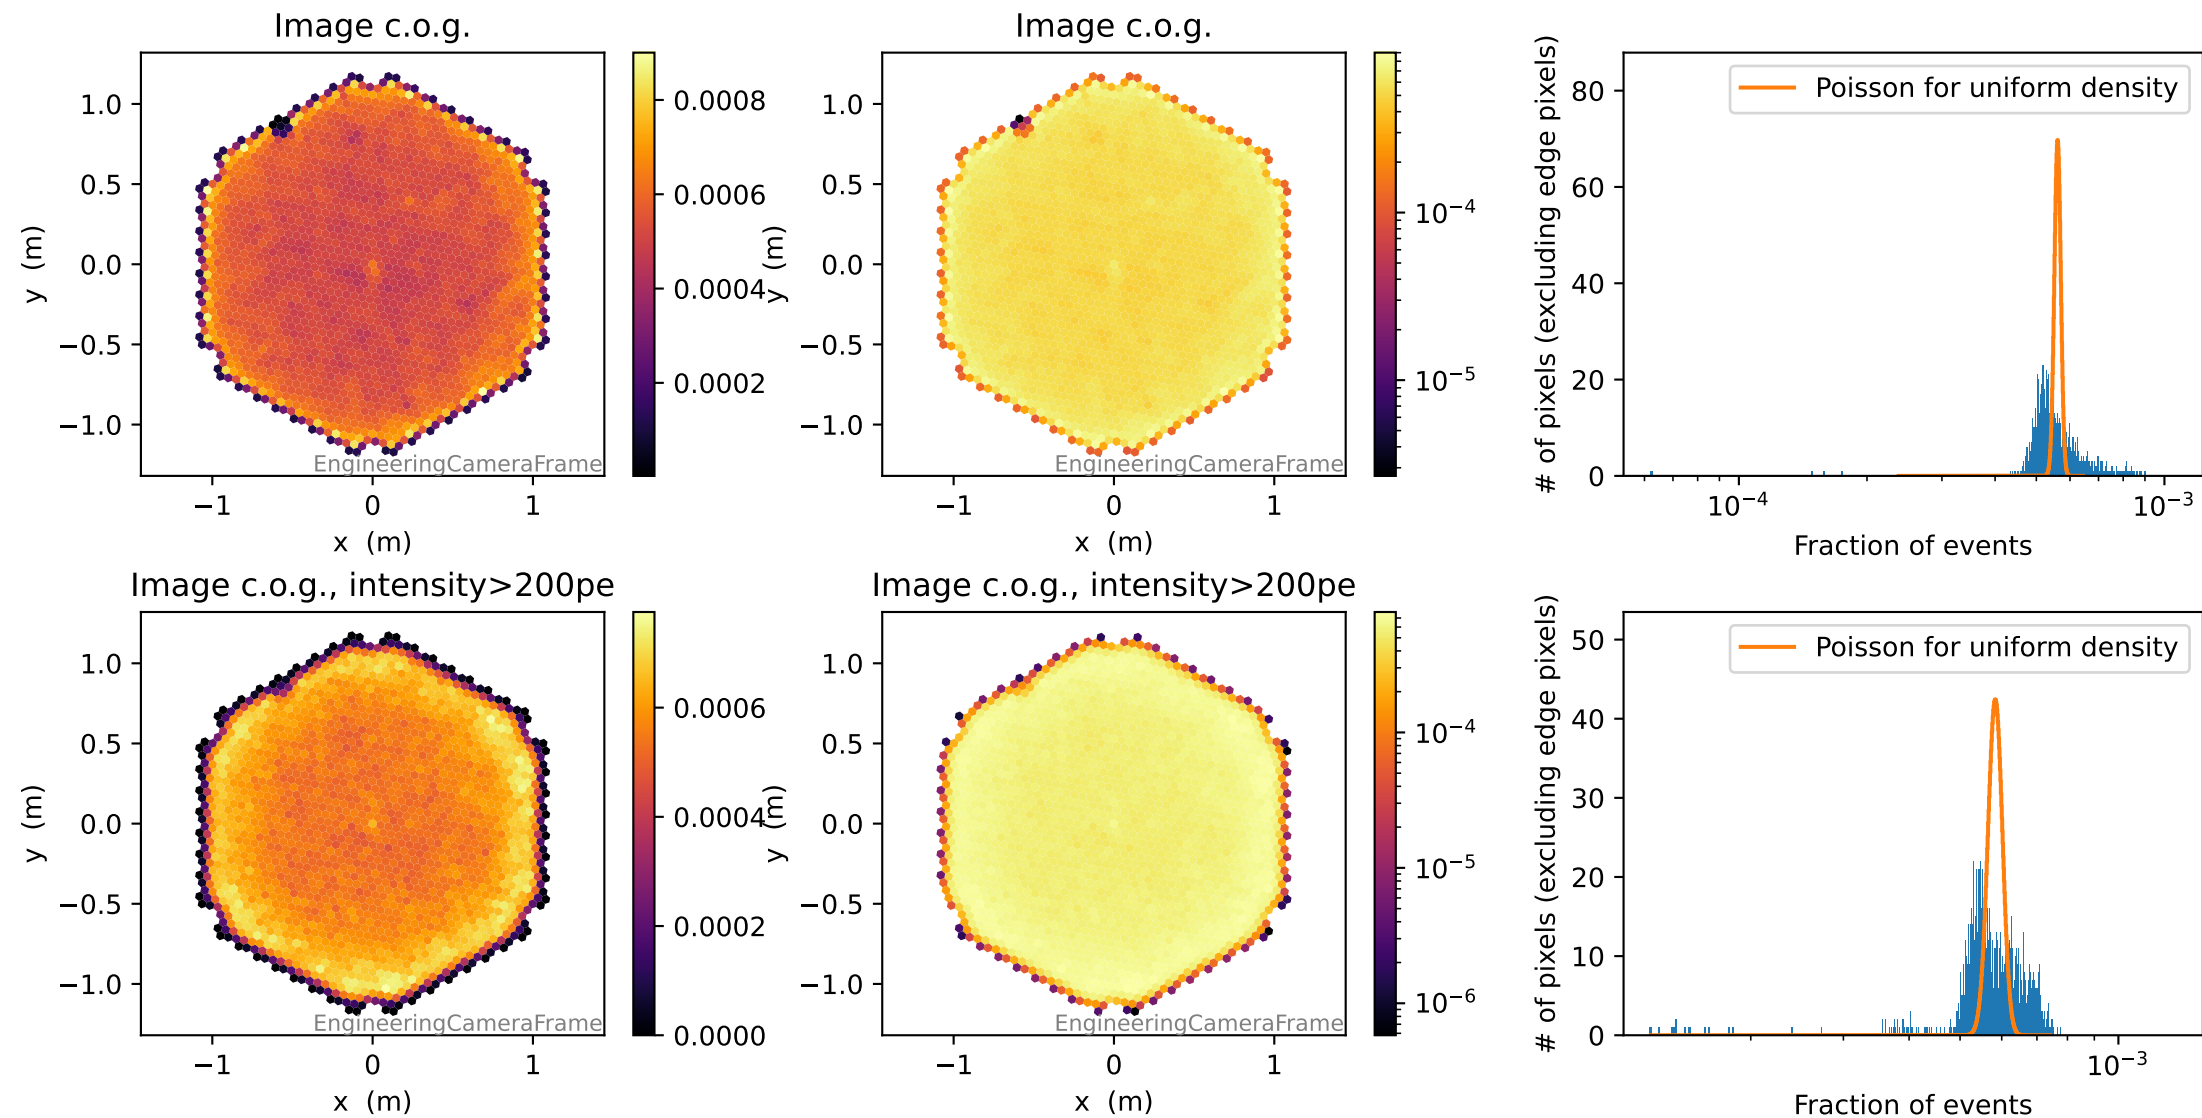 Image c.o.g.
1.0
0.5
0.0
−0.5
−1.0
y (m)
−1
0
1
x (m)
EngineeringCameraFrame
0.0008
0.0006
0.0004
0.0002
Image c.o.g.
1.0
0.5
0.0
−0.5
−1.0
y (m)
−1
0
1
x (m)
EngineeringCameraFrame
10⁻⁴
10⁻⁵
# of pixels (excluding edge pixels)
80
60
40
20
0
Poisson for uniform density
10⁻⁴
10⁻³
Fraction of events
Image c.o.g., intensity>200pe
1.0
0.5
0.0
−0.5
−1.0
y (m)
−1
0
1
x (m)
EngineeringCameraFrame
0.0006
0.0004
0.0002
0.0000
Image c.o.g., intensity>200pe
1.0
0.5
0.0
−0.5
−1.0
y (m)
−1
0
1
x (m)
EngineeringCameraFrame
10⁻⁴
10⁻⁵
10⁻⁶
# of pixels (excluding edge pixels)
50
40
30
20
10
0
Poisson for uniform density
10⁻³
Fraction of events